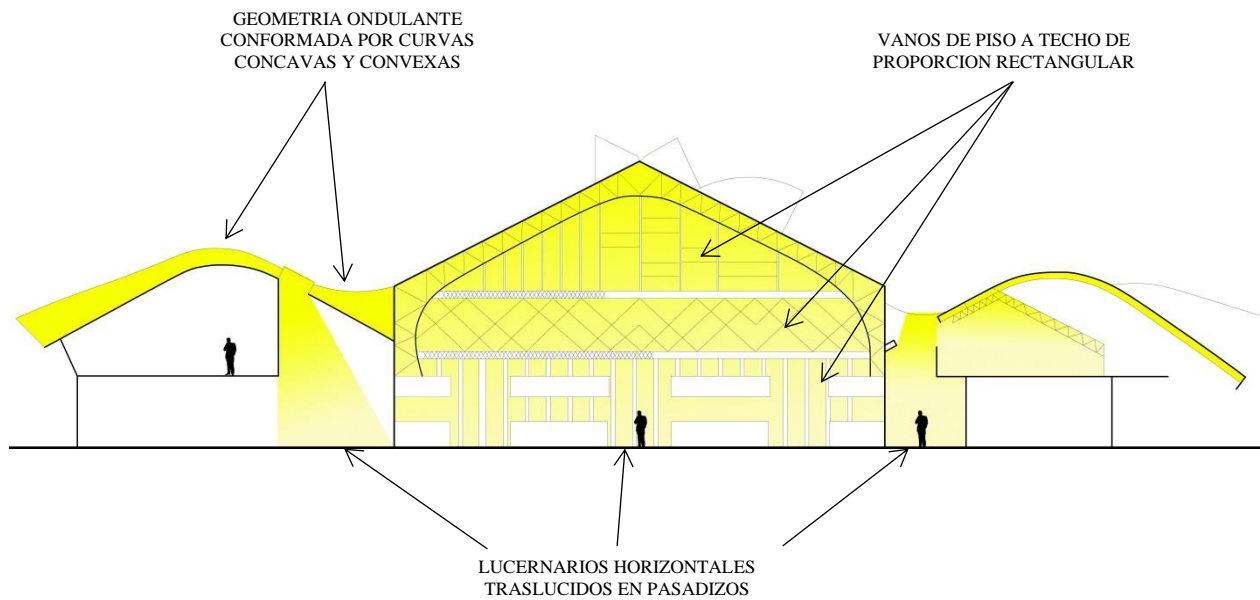 GEOMETRIA ONDULANTE
CONFORMADA POR CURVAS
CONCAVAS Y CONVEXAS
VANOS DE PISO A TECHO DE
PROPORCION RECTANGULAR
LUCERNARIOS HORIZONTALES
TRASLUCIDOS EN PASADIZOS